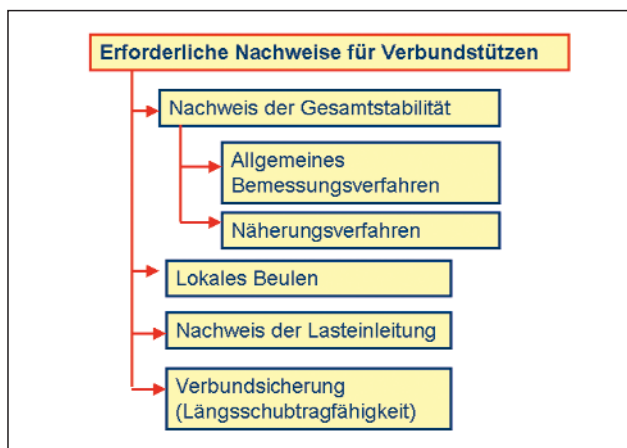 Erforderliche Nachweise für Verbundstützen
Nachweis der Gesamtstabilität
Allgemeines
Bemessungsverfahren
Näherungsverfahren
Lokales Beulen
Nachweis der Lasteinleitung
Verbundsicherung
(Längsschubtragfähigkeit)